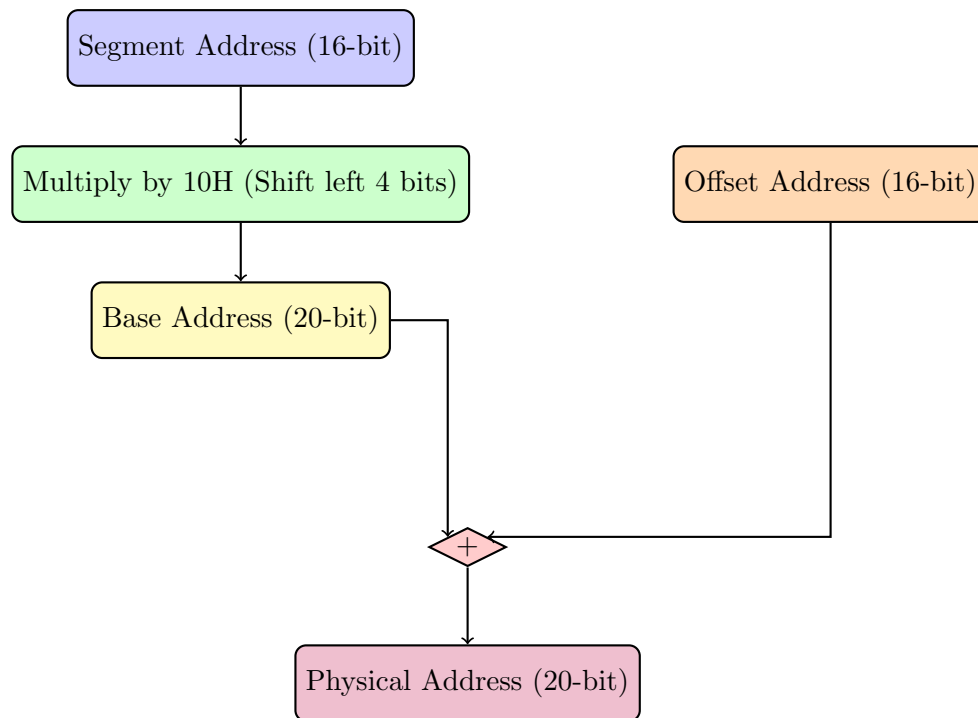 Segment Address (16-bit)
Multiply by 10H (Shift left 4 bits)
Offset Address (16-bit)
Base Address (20-bit)
+
Physical Address (20-bit)